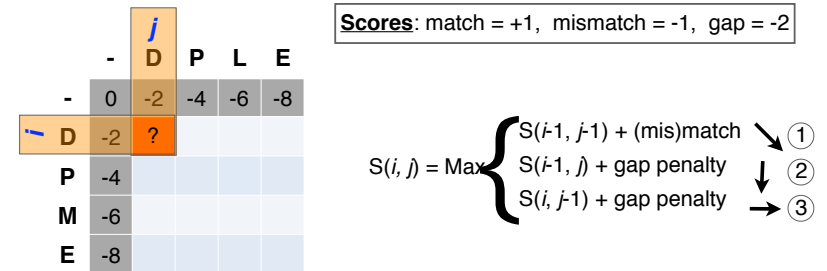 Scores: match = +1, mismatch = -1, gap = -2
j
- D P L E
- 0 -2 -4 -6 -8
i D -2 ?
P -4
M -6
E -8
S(i, j) = Max
S(i-1, j-1) + (mis)match 1
S(i-1, j) + gap penalty 2
S(i, j-1) + gap penalty 3